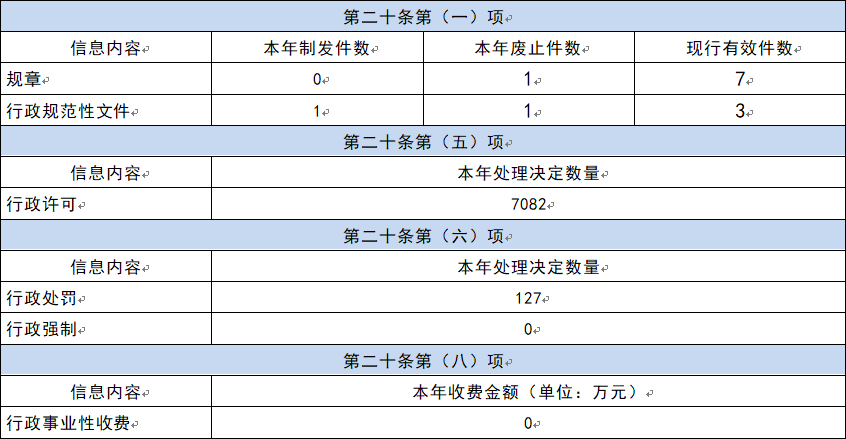 第二十条第（一）项
信息内容 本年制发件数 本年废止件数 现行有效件数
规章 0 1 7
行政规范性文件 1 1 3
第二十条第（五）项
信息内容 本年处理决定数量
行政许可 7082
第二十条第（六）项
信息内容 本年处理决定数量
行政处罚 127
行政强制 0
第二十条第（八）项
信息内容 本年收费金额（单位：万元）
行政事业性收费 0